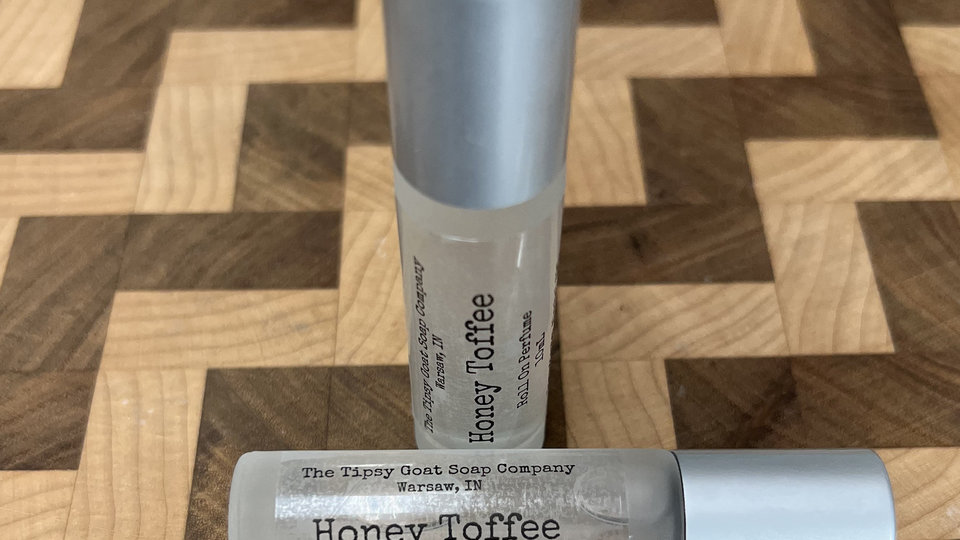 The Tipsy Goat Soap Company
Warsaw, IN
Honey Toffee
Roll On Perfume
10mL
The Tipsy Goat Soap Company
Warsaw, IN
Honey Toffee